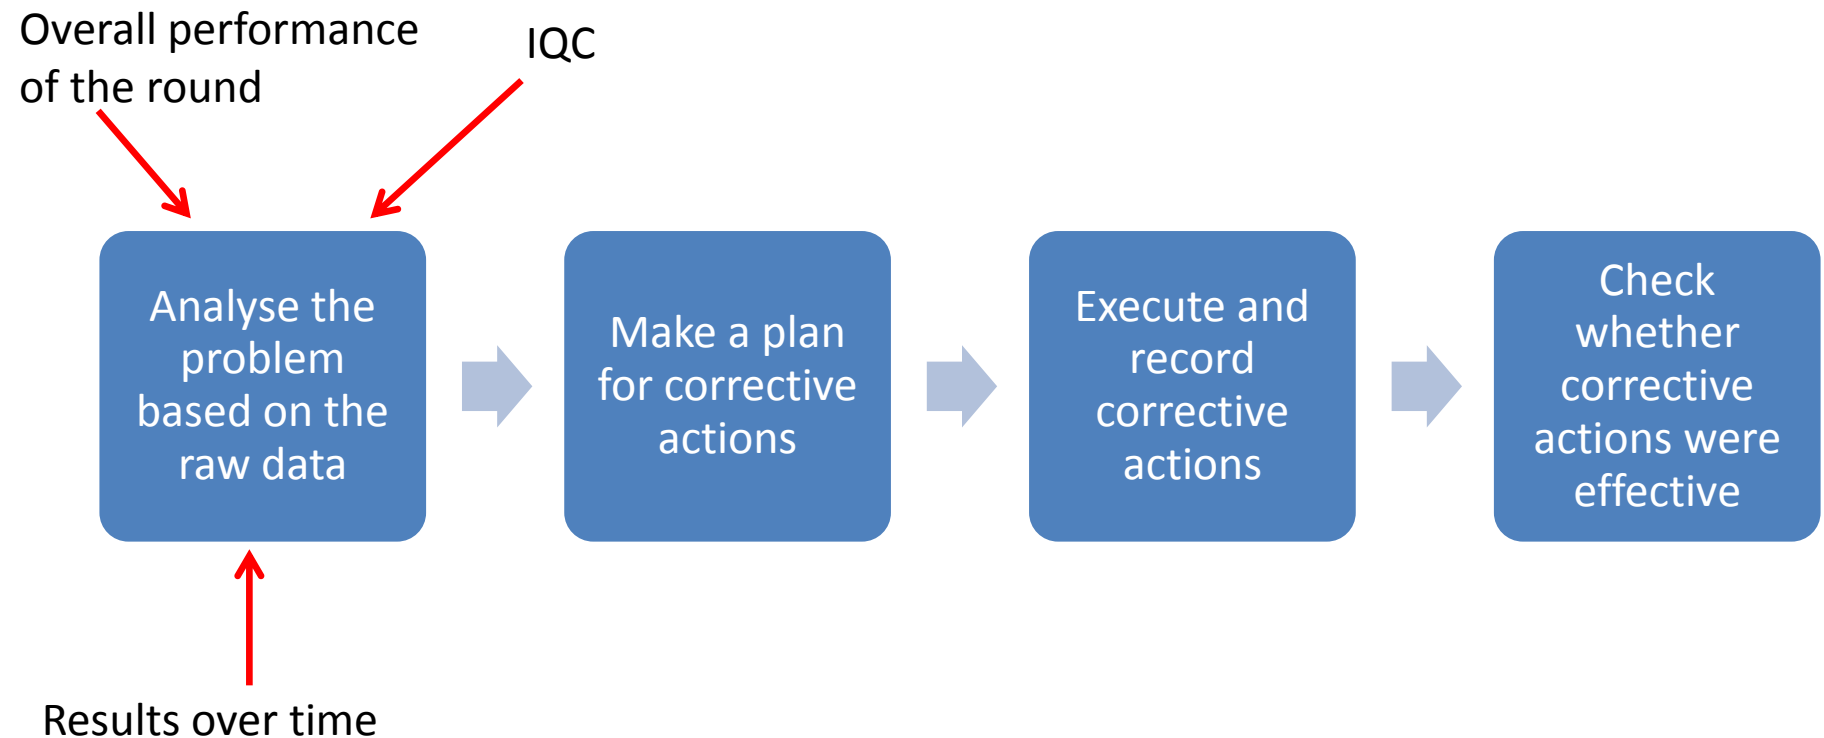 Overall performance
of the round
IQC
Analyse the
problem
based on the
raw data
Make a plan
for corrective
actions
Execute and
record
corrective
actions
Check
whether
corrective
actions were
effective
Results over time